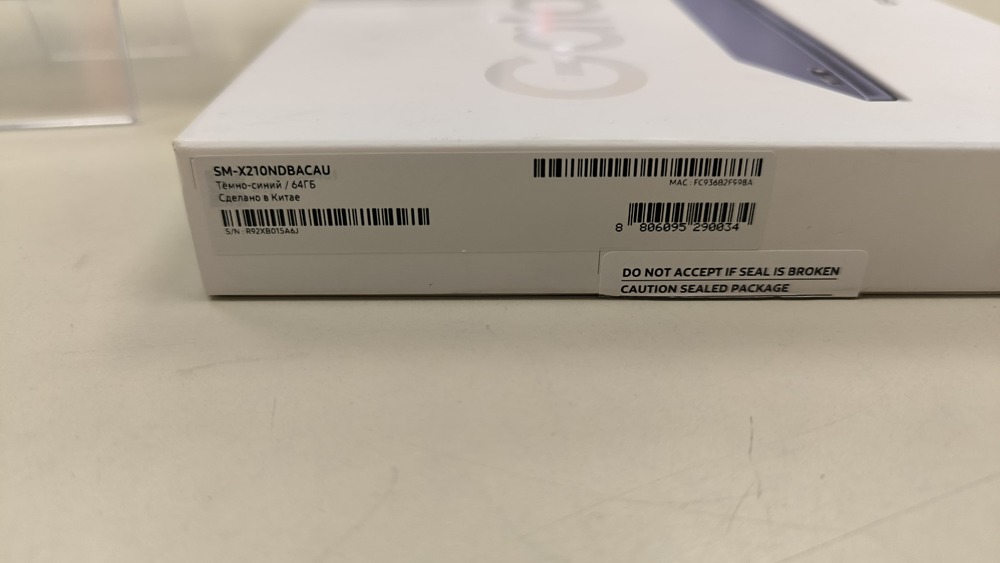 SM-X210NDBACAU
Тёмно-синий / 64ГБ
Сделано в Китае
S/N : R92XB015A6J
MAC : FC936B2F998A
8 806095 290034
DO NOT ACCEPT IF SEAL IS BROKEN
CAUTION SEALED PACKAGE